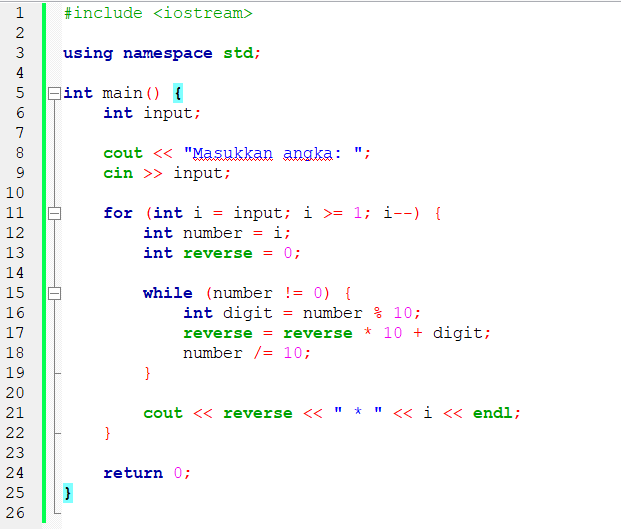 1 #include <iostream>
2
3 using namespace std;
4
5 int main() {
6     int input;
7
8     cout << "Masukkan angka: ";
9     cin >> input;
10
11     for (int i = input; i >= 1; i--) {
12         int number = i;
13         int reverse = 0;
14
15         while (number != 0) {
16             int digit = number % 10;
17             reverse = reverse * 10 + digit;
18             number /= 10;
19         }
20
21         cout << reverse << " * " << i << endl;
22     }
23
24     return 0;
25 }
26